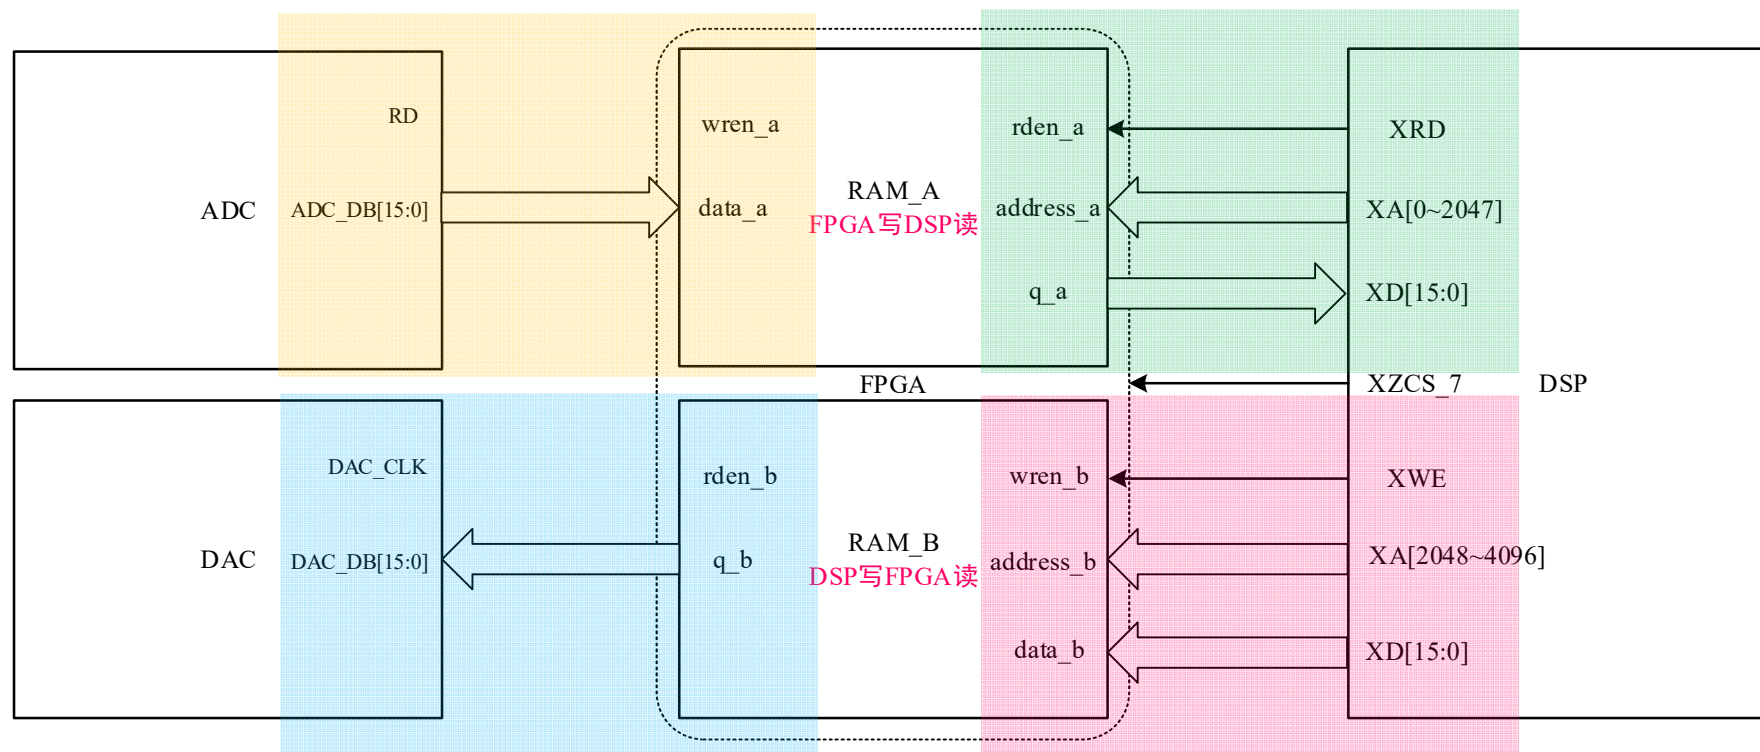 RD
wren_a
rden_a
XRD
ADC
ADC_DB[15:0]
data_a
RAM_A
FPGA写DSP读
address_a
XA[0~2047]
q_a
XD[15:0]
FPGA
XZCS_7
DSP
DAC_CLK
rden_b
wren_b
XWE
DAC
DAC_DB[15:0]
q_b
RAM_B
DSP写FPGA读
address_b
XA[2048~4096]
data_b
XD[15:0]